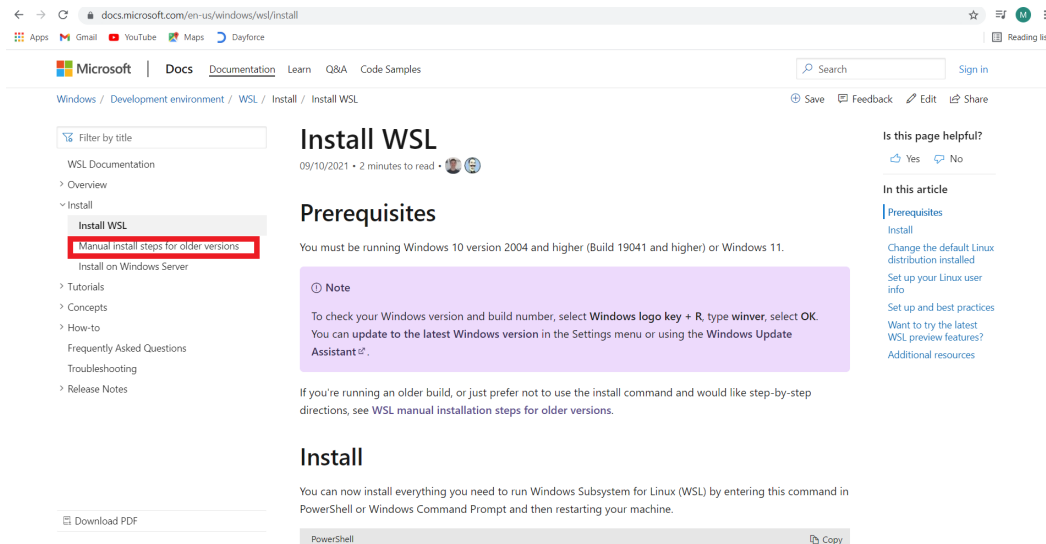 docs.microsoft.com/en-us/windows/wsl/install
M
Apps Gmail YouTube Maps Dayforce
Microsoft Docs Documentation Learn Q&A Code Samples Search Sign in
Windows / Development environment / WSL / Install / Install WSL
Save Feedback Edit Share
Filter by title
WSL Documentation
Overview
Install
Install WSL
Manual install steps for older versions
Install on Windows Server
Tutorials
Concepts
How-to
Frequently Asked Questions
Troubleshooting
Release Notes
Download PDF
Install WSL
09/10/2021 • 2 minutes to read •
Prerequisites
You must be running Windows 10 version 2004 and higher (Build 19041 and higher) or Windows 11.
Note
To check your Windows version and build number, select Windows logo key + R, type winver, select OK.
You can update to the latest Windows version in the Settings menu or using the Windows Update
Assistant.
If you're running an older build, or just prefer not to use the install command and would like step-by-step
directions, see WSL manual installation steps for older versions.
Install
You can now install everything you need to run Windows Subsystem for Linux (WSL) by entering this command in
PowerShell or Windows Command Prompt and then restarting your machine.
PowerShell Copy
Is this page helpful?
Yes No
In this article
Prerequisites
Install
Change the default Linux
distribution installed
Set up your Linux user
info
Set up and best practices
Want to try the latest
WSL preview features?
Additional resources